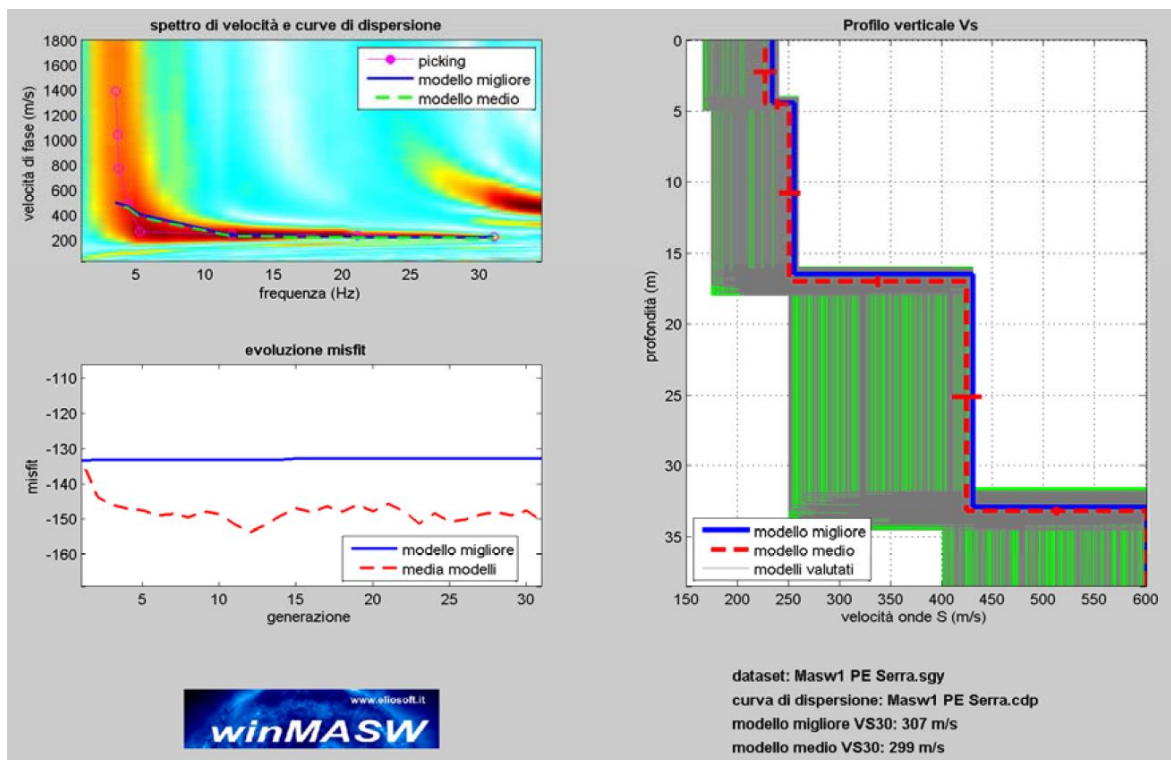 spettro di velocità e curve di dispersione
1800
1600
1400
1200
1000
800
600
400
200
velocità di fase (m/s)
picking
modello migliore
modello medio
5
10
15
20
25
30
frequenza (Hz)
evoluzione misfit
-110
-120
-130
-140
-150
-160
misfit
modello migliore
media modelli
5
10
15
20
25
30
generazione
www.eliosoft.it
winMASW
Profilo verticale Vs
0
5
10
15
20
25
30
35
profondità (m)
modello migliore
modello medio
modelli valutati
150
200
250
300
350
400
450
500
550
600
velocità onde S (m/s)
dataset: Masw1 PE Serra.sgy
curva di dispersione: Masw1 PE Serra.cdp
modello migliore VS30: 307 m/s
modello medio VS30: 299 m/s